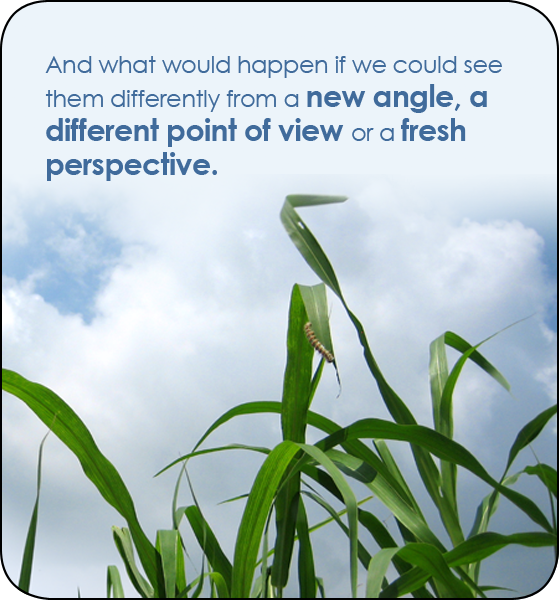 And what would happen if we could see
them differently from a new angle, a
different point of view or a fresh
perspective.